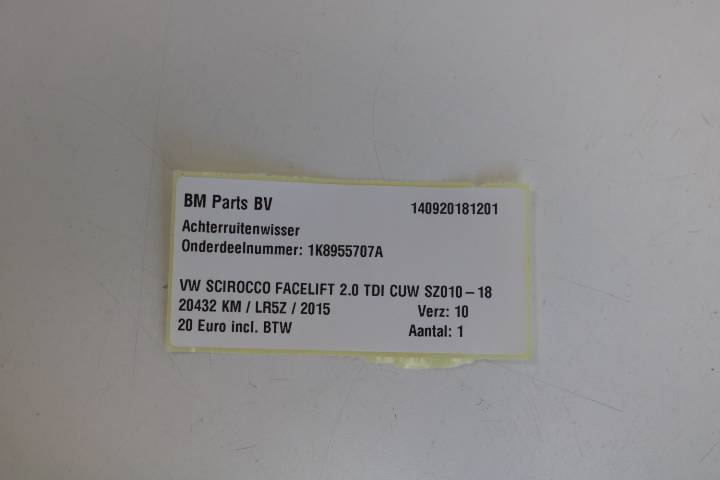 BM Parts BV 140920181201
Achterruitenwisser
Onderdeelnummer: 1K8955707A
VW SCIROCCO FACELIFT 2.0 TDI CUW SZ010-18
20432 KM / LR5Z / 2015 Verz: 10
20 Euro incl. BTW Aantal: 1